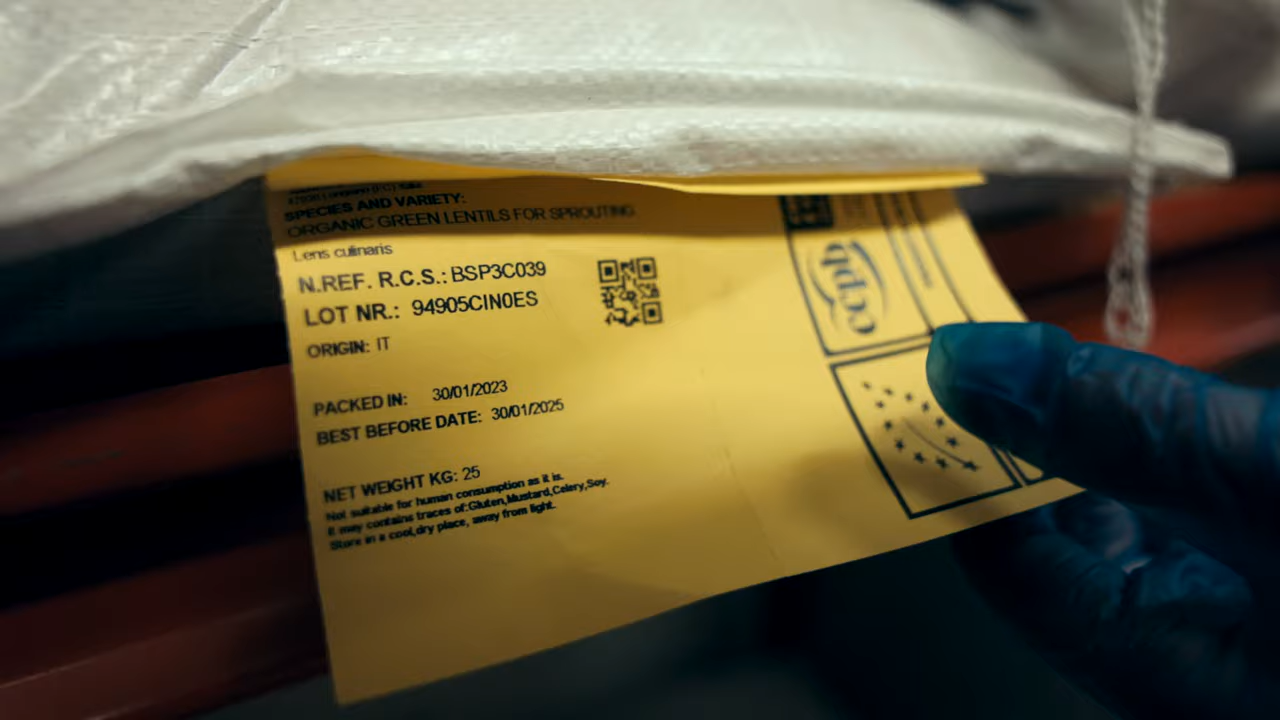 SPECIES AND VARIETY:
ORGANIC GREEN LENTILS FOR SPROUTING
Lens culinaris
N.REF. R.C.S.: BSP3C039
LOT NR.: 94905CIN0ES
ORIGIN: IT
PACKED IN: 30/01/2023
BEST BEFORE DATE: 30/01/2025
NET WEIGHT KG: 25
Not suitable for human consumption as it is.
It may contains traces of:Gluten,Mustard,Celery,Soy.
Store in a cool,dry place, away from light.
ccpb